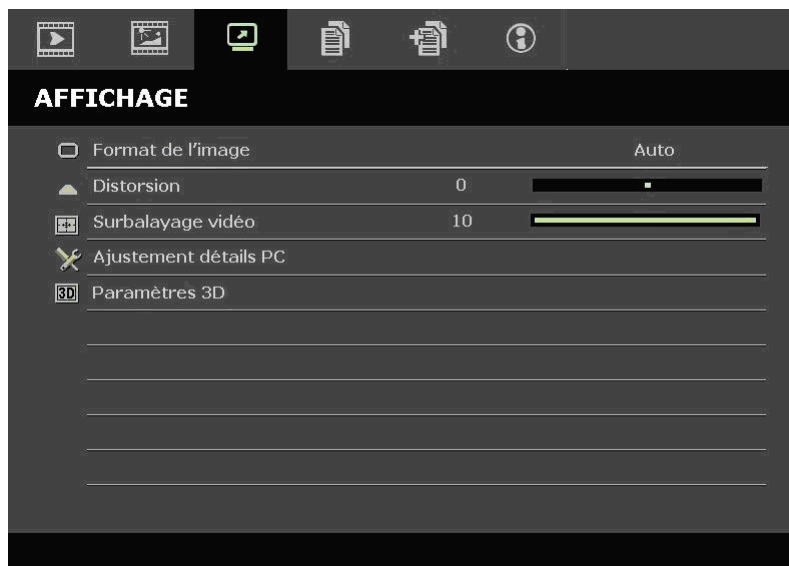 AFFICHAGE
Format de l'image Auto
Distorsion 0
Surbalayage vidéo 10
Ajustement détails PC
3D Paramètres 3D